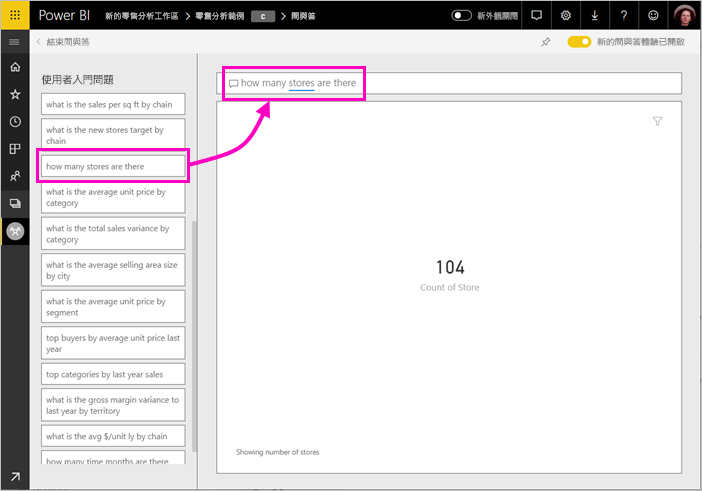 Power BI 新的零售分析工作區 > 零售分析範例 C > 問與答 新外觀關閉
結束問與答 新的問與答體驗已開啟
使用者入門問題
what is the sales per sq ft by chain
what is the new stores target by
chain
how many stores are there
what is the average unit price by
category
what is the total sales variance by
category
what is the average selling area size
by city
what is the average unit price by
segment
top buyers by average unit price last
year
top categories by last year sales
what is the gross margin variance to
last year by territory
what is the avg $/unit ly by chain
how many time months are there
how many stores are there
104
Count of Store
Showing number of stores